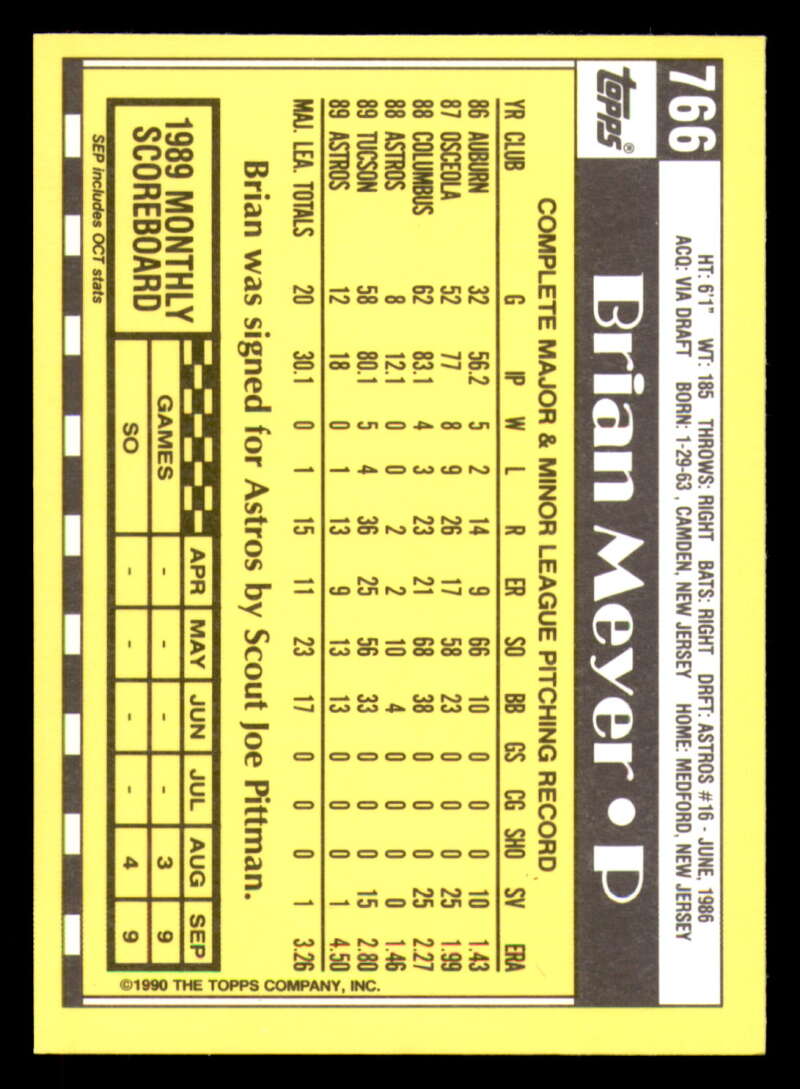 766
HT: 6'1" WT: 185 THROWS: RIGHT BATS: RIGHT DRFT: ASTROS #16 - JUNE, 1986
ACQ: VIA DRAFT BORN: 1-29-63, CAMDEN, NEW JERSEY HOME: MEDFORD, NEW JERSEY
topps®
Brian Meyer • P
COMPLETE MAJOR & MINOR LEAGUE PITCHING RECORD
YR CLUB G IP W L R ER SO BB GS CG SHO SV ERA
86 AUBURN 32 56.2 5 2 14 9 66 10 0 0 0 10 1.43
87 OSCEOLA 52 77 8 9 26 17 58 23 0 0 0 25 1.99
88 COLUMBUS 62 83.1 4 3 23 21 68 38 0 0 0 25 2.27
88 ASTROS 8 12.1 0 0 2 2 10 4 0 0 0 0 1.46
89 TUCSON 58 80.1 5 4 36 25 56 33 0 0 0 15 2.80
89 ASTROS 12 18 0 1 13 9 13 13 0 0 0 1 4.50
MAJ. LEA. TOTALS 20 30.1 0 1 15 11 23 17 0 0 0 1 3.26
Brian was signed for Astros by Scout Joe Pittman.
1989 MONTHLY
SCOREBOARD
APR MAY JUN JUL AUG SEP
GAMES - - - - 3 9
SO - - - - 4 9
SEP includes OCT stats
©1990 THE TOPPS COMPANY, INC.